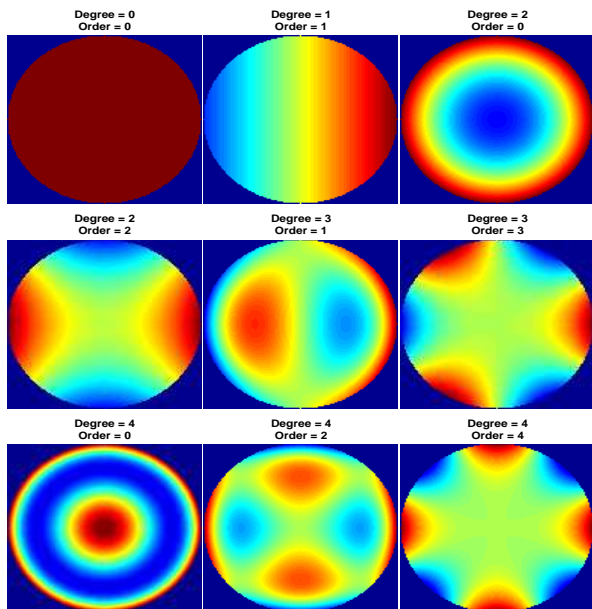 Degree = 0
Order = 0
Degree = 1
Order = 1
Degree = 2
Order = 0
Degree = 2
Order = 2
Degree = 3
Order = 1
Degree = 3
Order = 3
Degree = 4
Order = 0
Degree = 4
Order = 2
Degree = 4
Order = 4